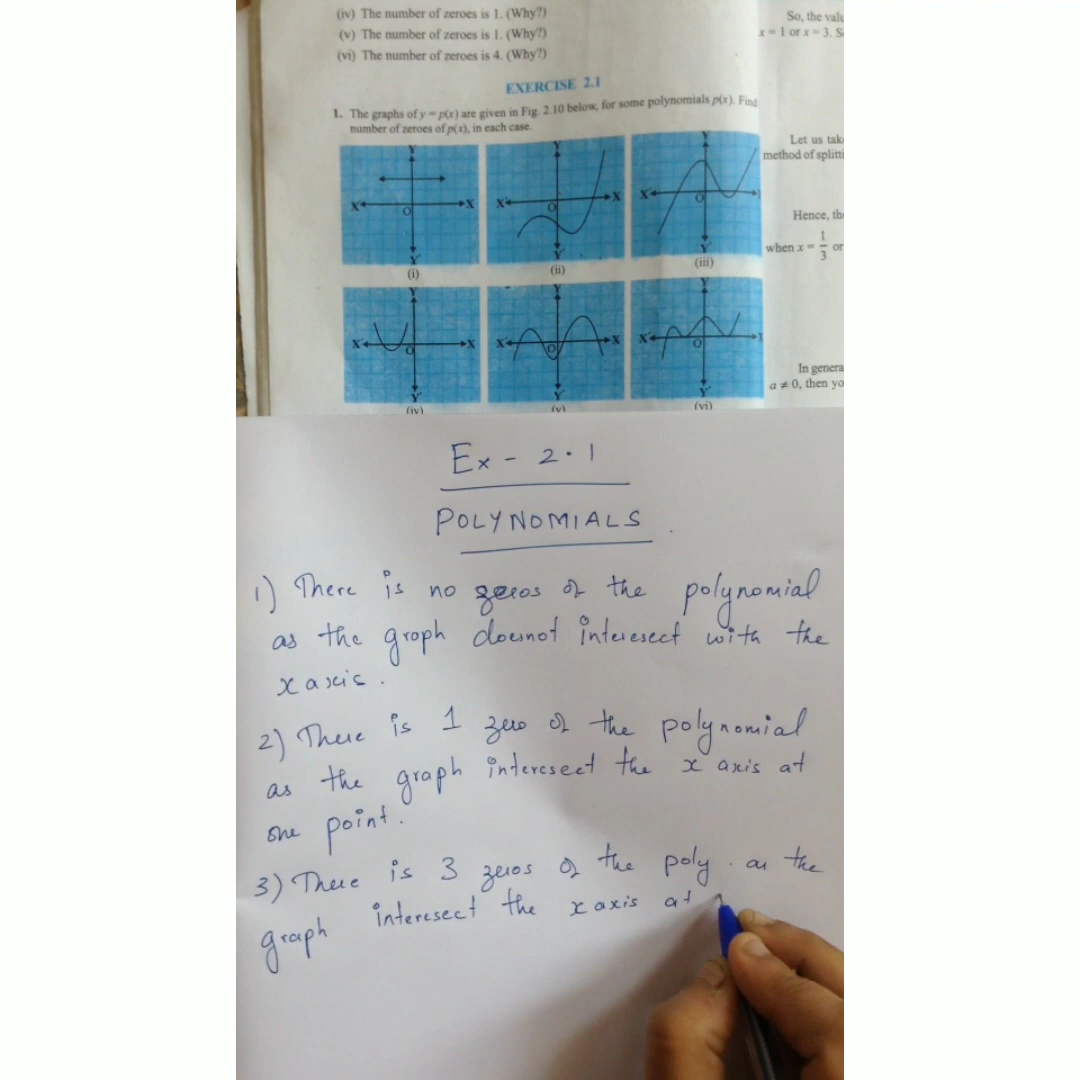 (iv) The number of zeroes is 1. (Why?)
(v) The number of zeroes is 1. (Why?)
(vi) The number of zeroes is 4. (Why?)
EXERCISE 2.1
1. The graphs of y = p(x) are given in Fig. 2.10 below, for some polynomials p(x). Find
number of zeroes of p(x), in each case.
Y
X′ O X
Y′
(i)
Y
X′ O X
Y′
(ii)
Y
X′ O X
Y′
(iii)
Y
X′ O X
Y′
(iv)
Y
X′ O X
Y′
(v)
Y
X′ O X
Y′
(vi)
So, the
x = 1 or x = 3.
Let us
method of
Hence,
when x = 1/3 or
In
a ≠ 0, then
Ex - 2.1
POLYNOMIALS
1) There is no zeros of the polynomial
as the graph doesnot interesect with the
x axis.
2) There is 1 zero of the polynomial
as the graph interesect the x axis at
one point.
3) There is 3 zeros of the poly. as the
graph interesect the x axis at